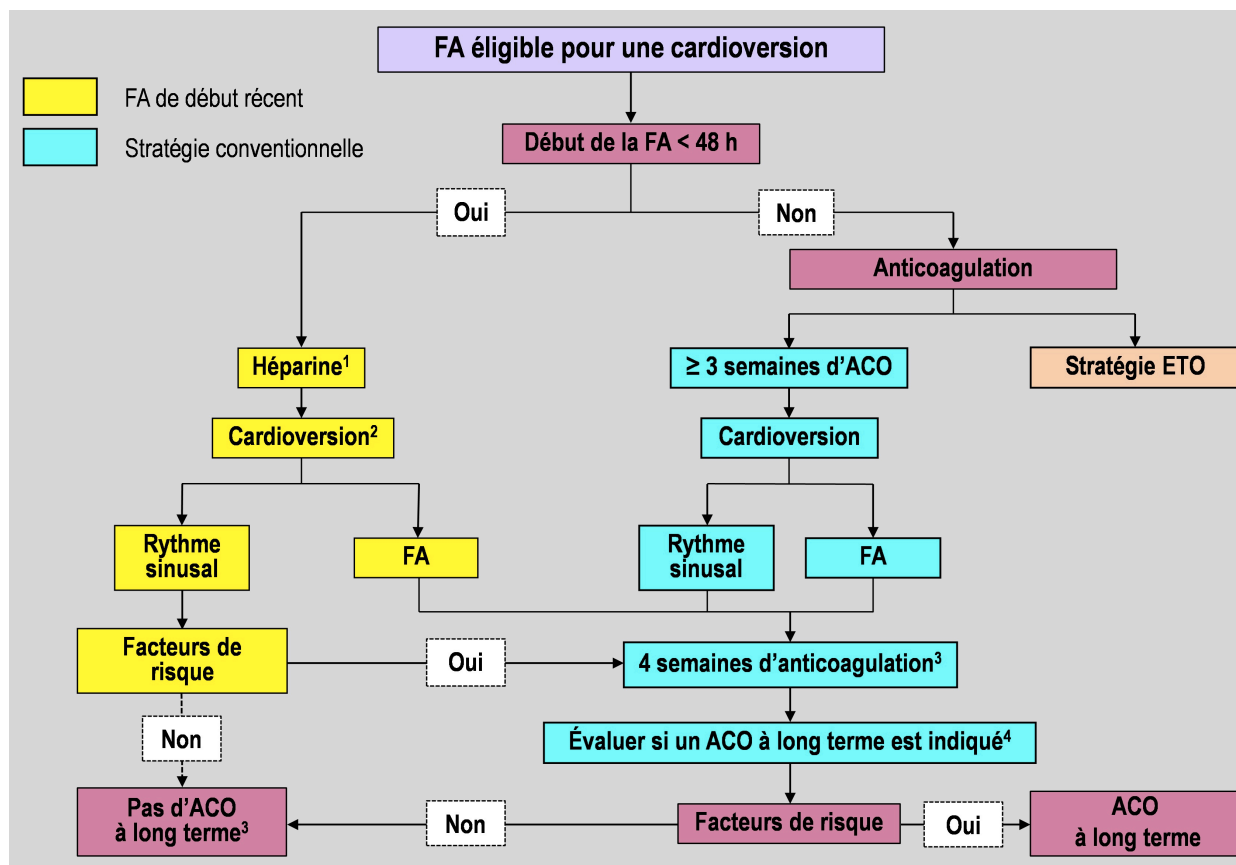 FA éligible pour une cardioversion
FA de début récent
Stratégie conventionnelle
Début de la FA < 48 h
Oui
Non
Anticoagulation
Héparine¹
≥ 3 semaines d’ACO
Stratégie ETO
Cardioversion²
Cardioversion
Rythme
sinusal
FA
Rythme
sinusal
FA
Facteurs de
risque
Oui
4 semaines d’anticoagulation³
Non
Évaluer si un ACO à long terme est indiqué⁴
Pas d’ACO
à long terme³
Non
Facteurs de risque
Oui
ACO
à long terme